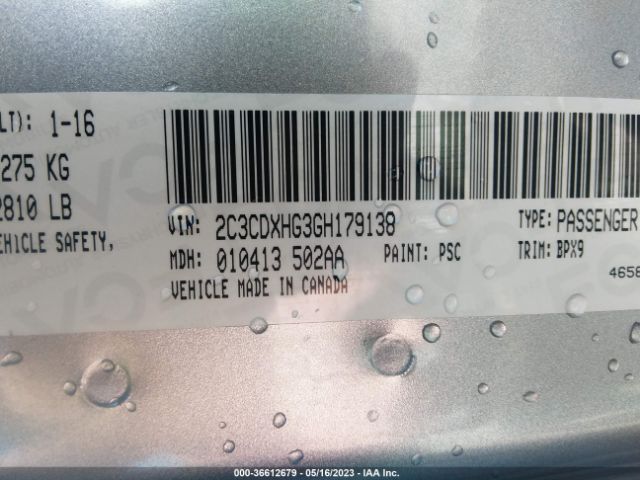 LT): 1-16
275 KG
2810 LB
EHICLE SAFETY,
VIN: 2C3CDXHG3GH179138
TYPE: PASSENGER
MDH: 010413 502AA
PAINT: PSC
TRIM: BPX9
VEHICLE MADE IN CANADA
4658
000-36612679 - 05/16/2023 - IAA Inc.